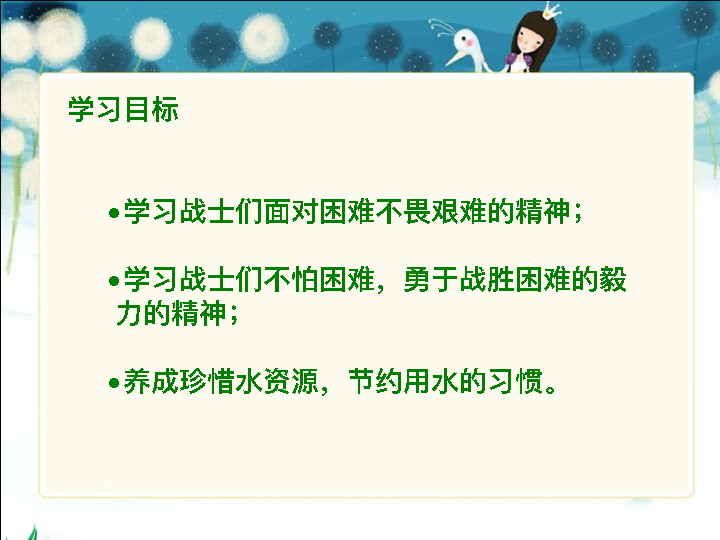 学习目标
•学习战士们面对困难不畏艰难的精神；
•学习战士们不怕困难，勇于战胜困难的毅
力的精神；
•养成珍惜水资源，节约用水的习惯。